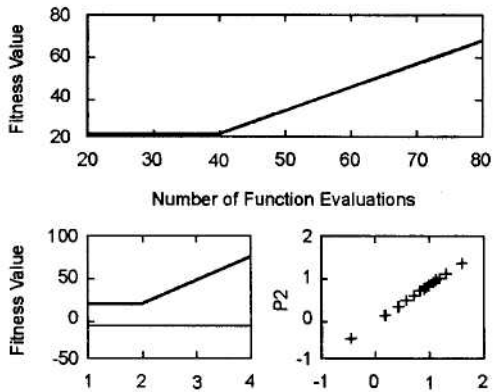 Fitness Value
80
60
40
20
20 30 40 50 60 70 80
Number of Function Evaluations
Fitness Value
100
50
0
-50
1 2 3 4
P2
2
1
0
-1
-1 0 1 2